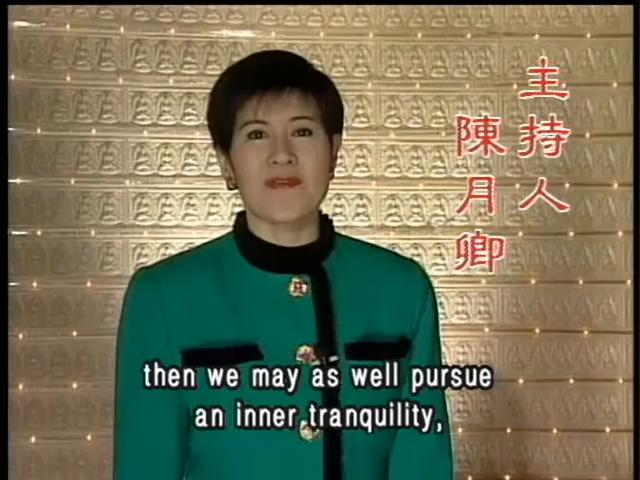 主持人
陳月卿
then we may as well pursue
an inner tranquility,